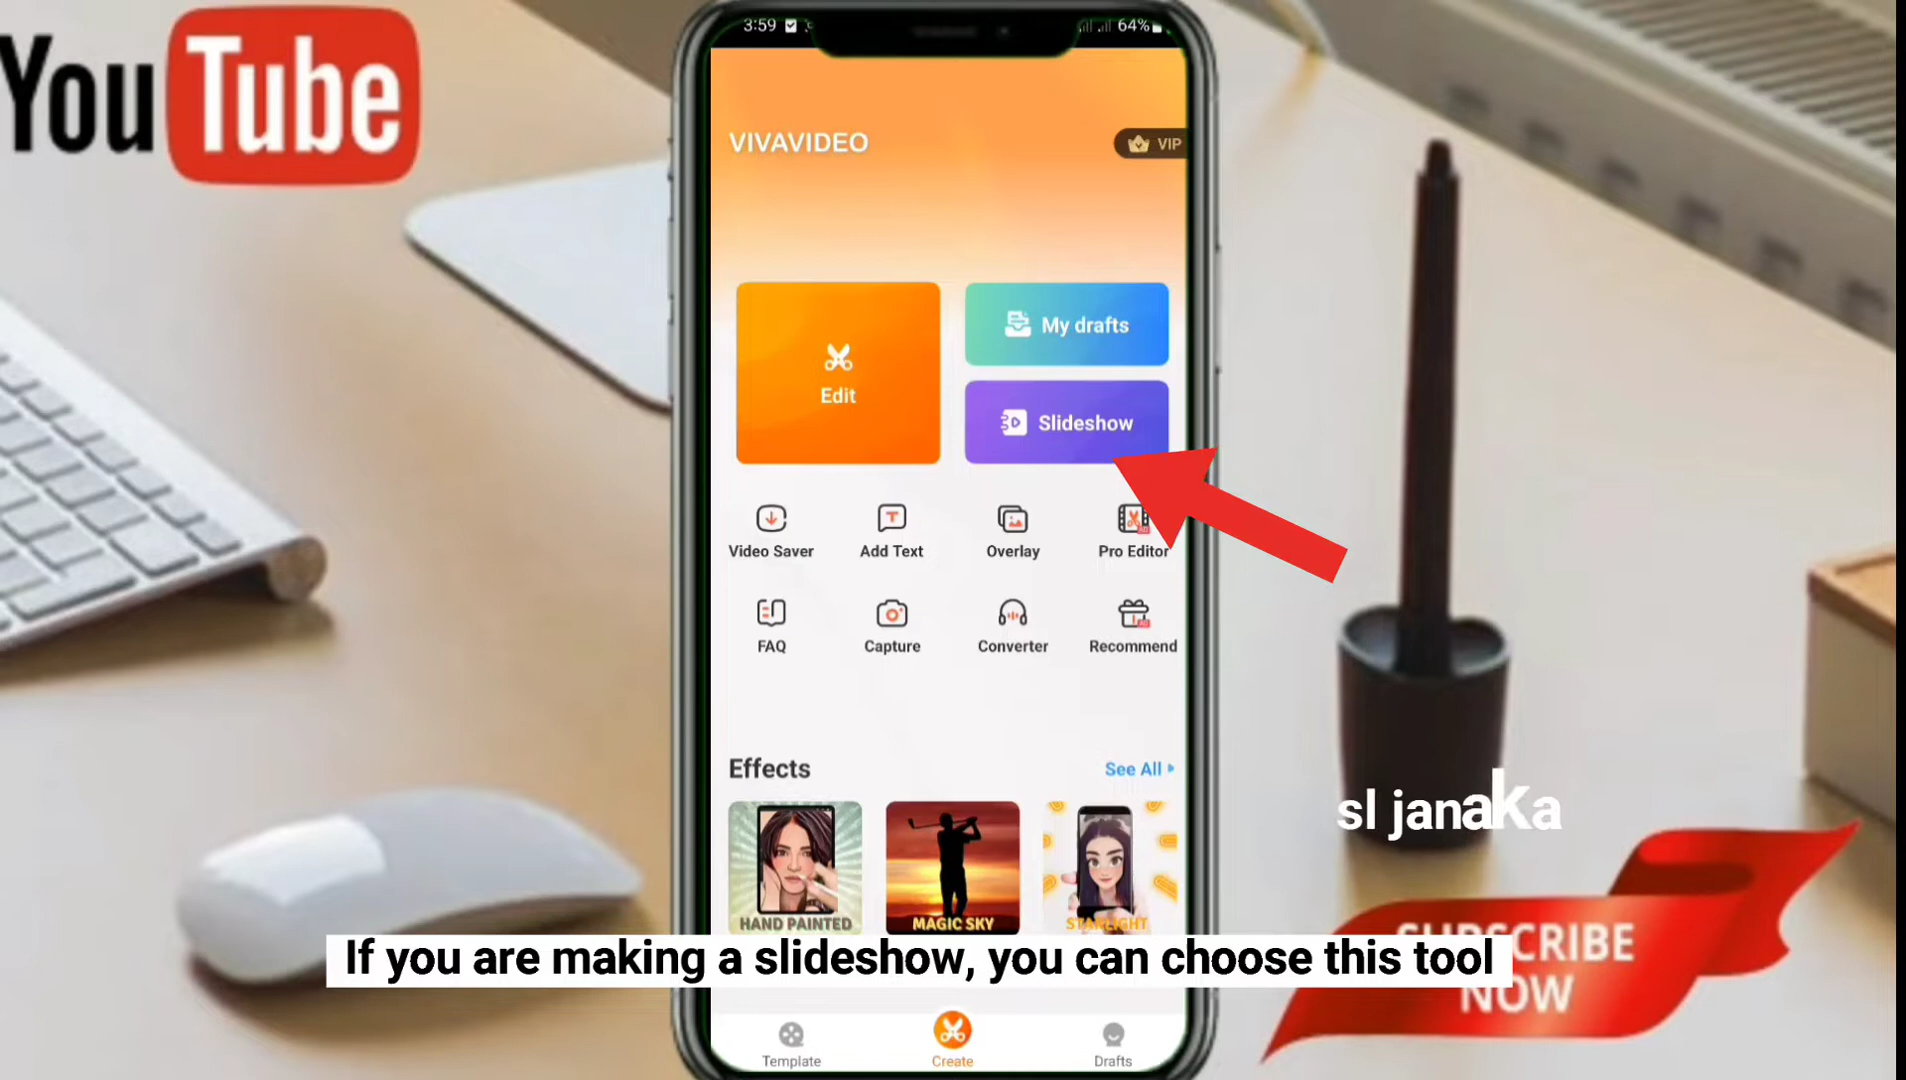 YouTube
3:59
64%
VIVAVIDEO
VIP
Edit
My drafts
Slideshow
Video Saver
Add Text
Overlay
Pro Editor
FAQ
Capture
Converter
Recommend
Effects
See All
HAND PAINTED
MAGIC SKY
STARLIGHT
sl janaka
If you are making a slideshow, you can choose this tool
SUBSCRIBE
NOW
Template
Create
Drafts